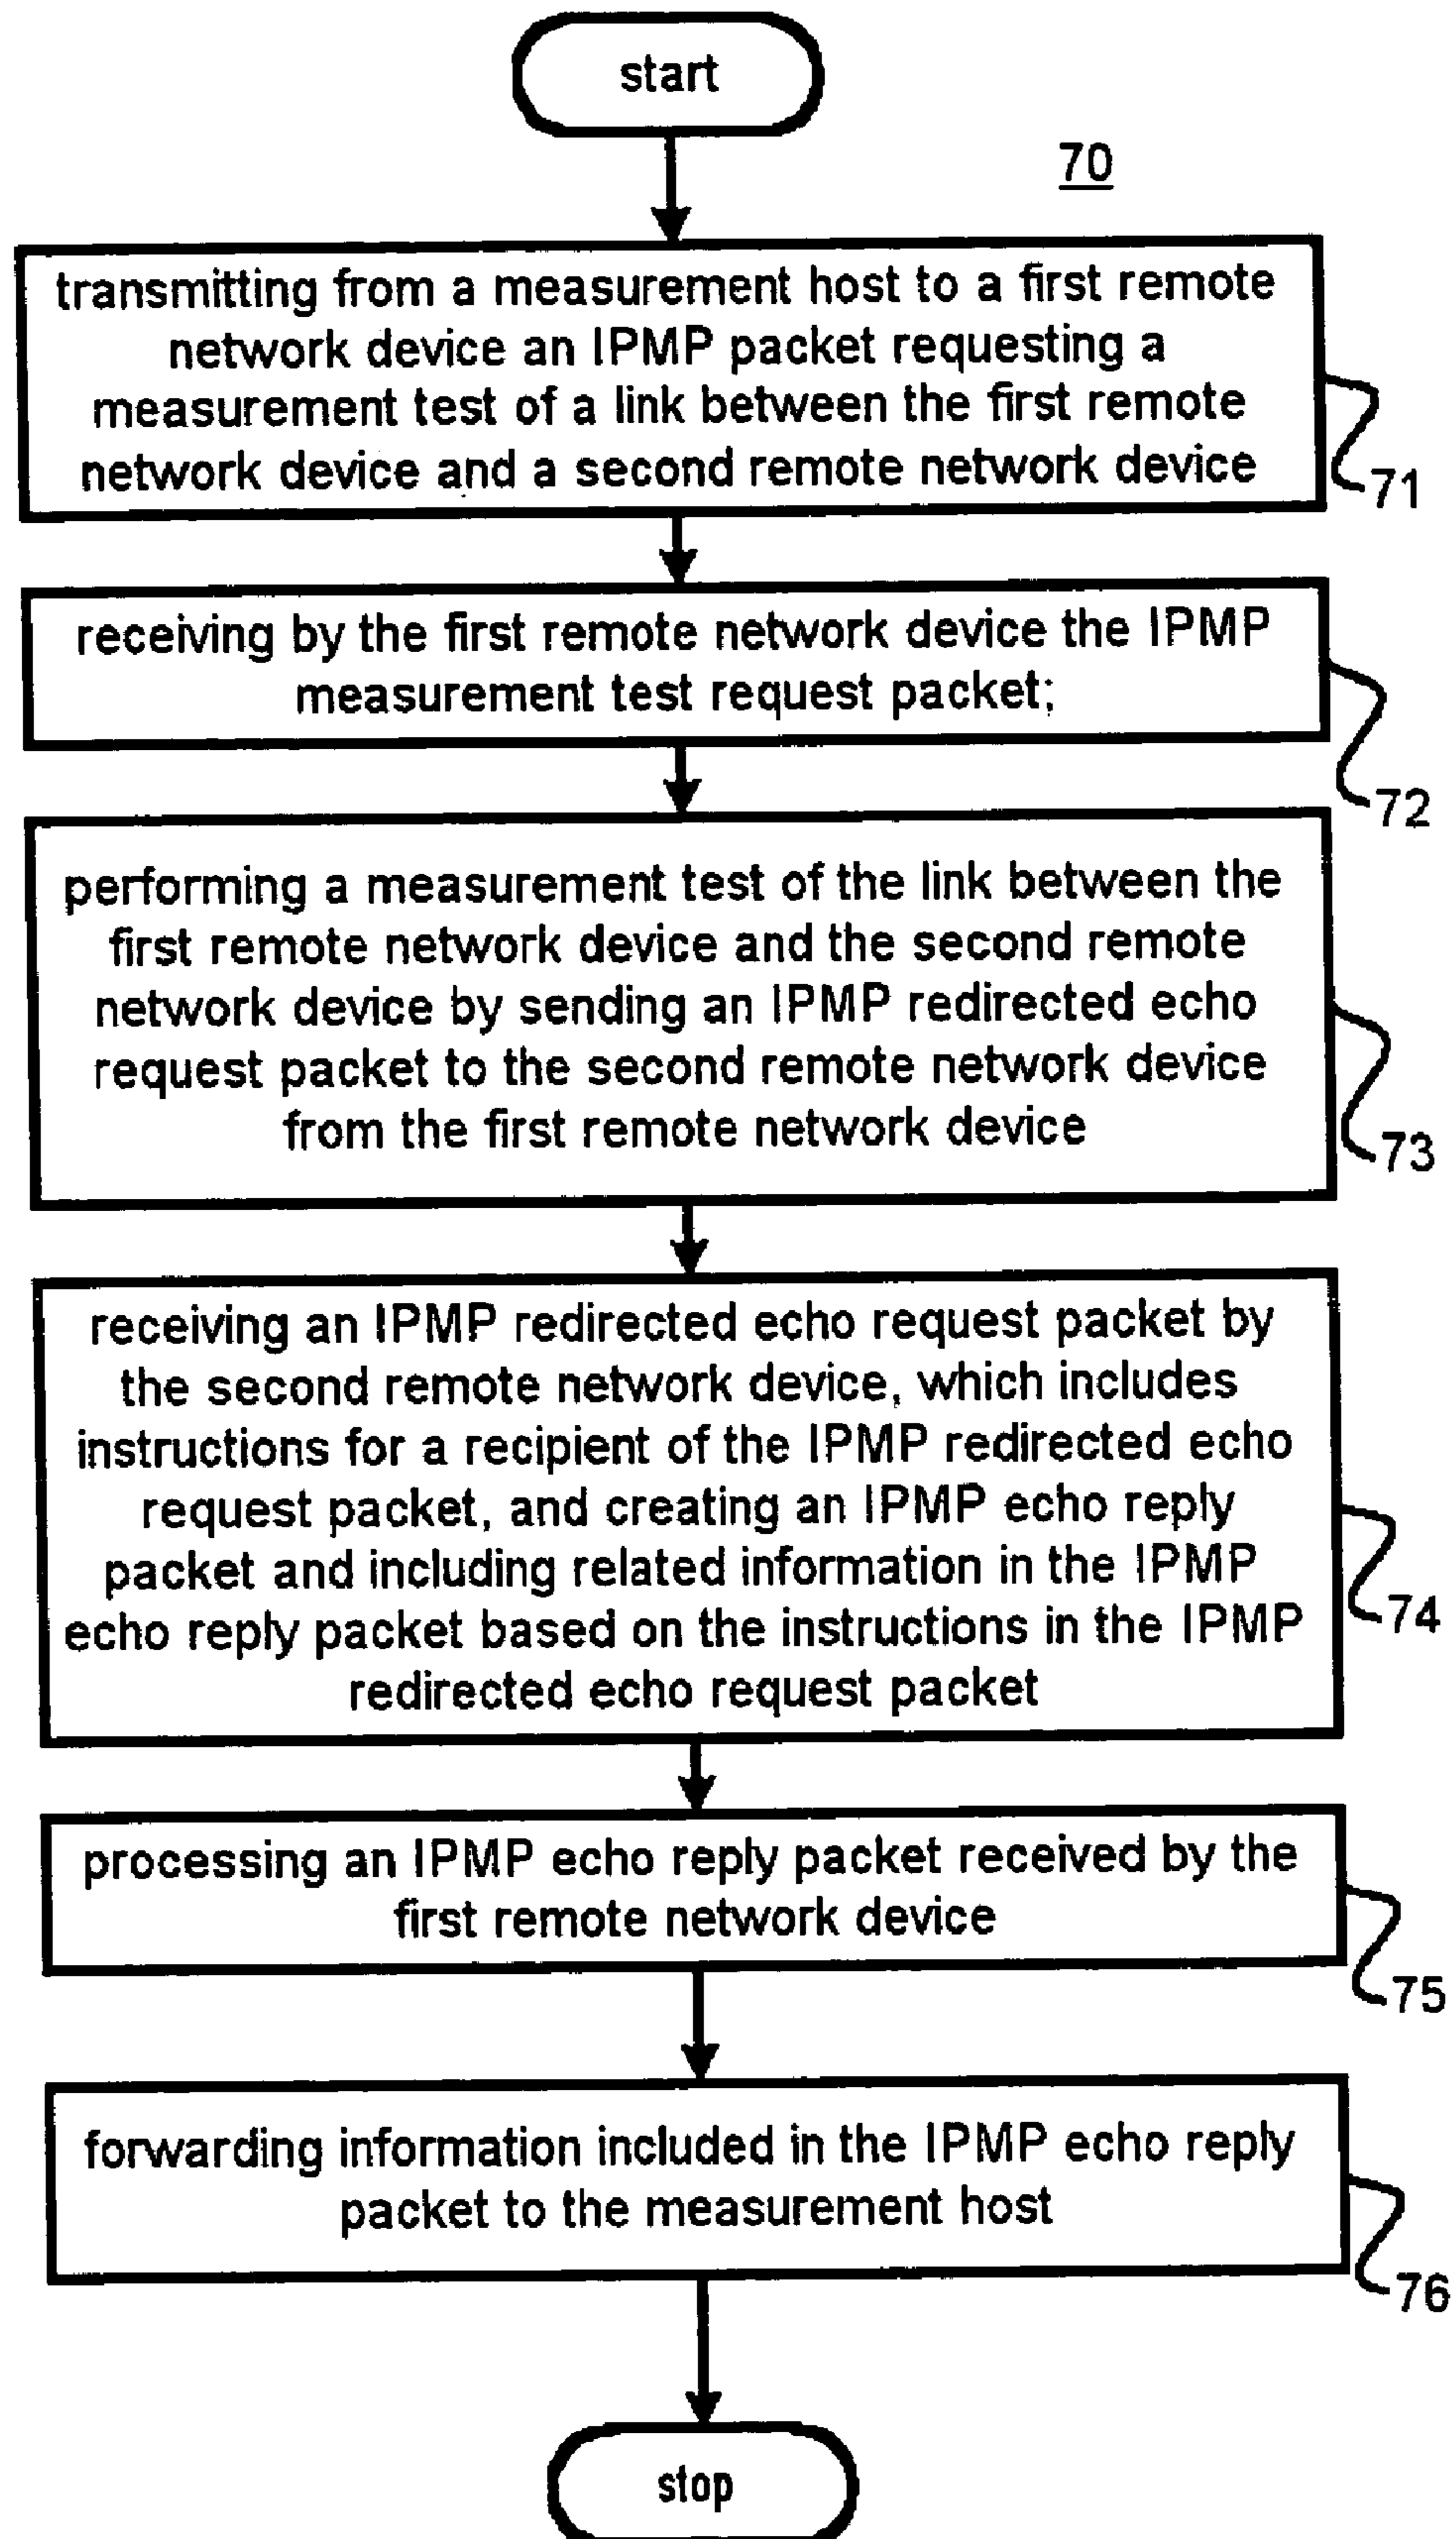 start
70
transmitting from a measurement host to a first remote
network device an IPMP packet requesting a
measurement test of a link between the first remote
network device and a second remote network device
71
receiving by the first remote network device the IPMP
measurement test request packet;
72
performing a measurement test of the link between the
first remote network device and the second remote
network device by sending an IPMP redirected echo
request packet to the second remote network device
from the first remote network device
73
receiving an IPMP redirected echo request packet by
the second remote network device, which includes
instructions for a recipient of the IPMP redirected echo
request packet, and creating an IPMP echo reply
packet and including related information in the IPMP
echo reply packet based on the instructions in the IPMP
redirected echo request packet
74
processing an IPMP echo reply packet received by the
first remote network device
75
forwarding information included in the IPMP echo reply
packet to the measurement host
76
stop